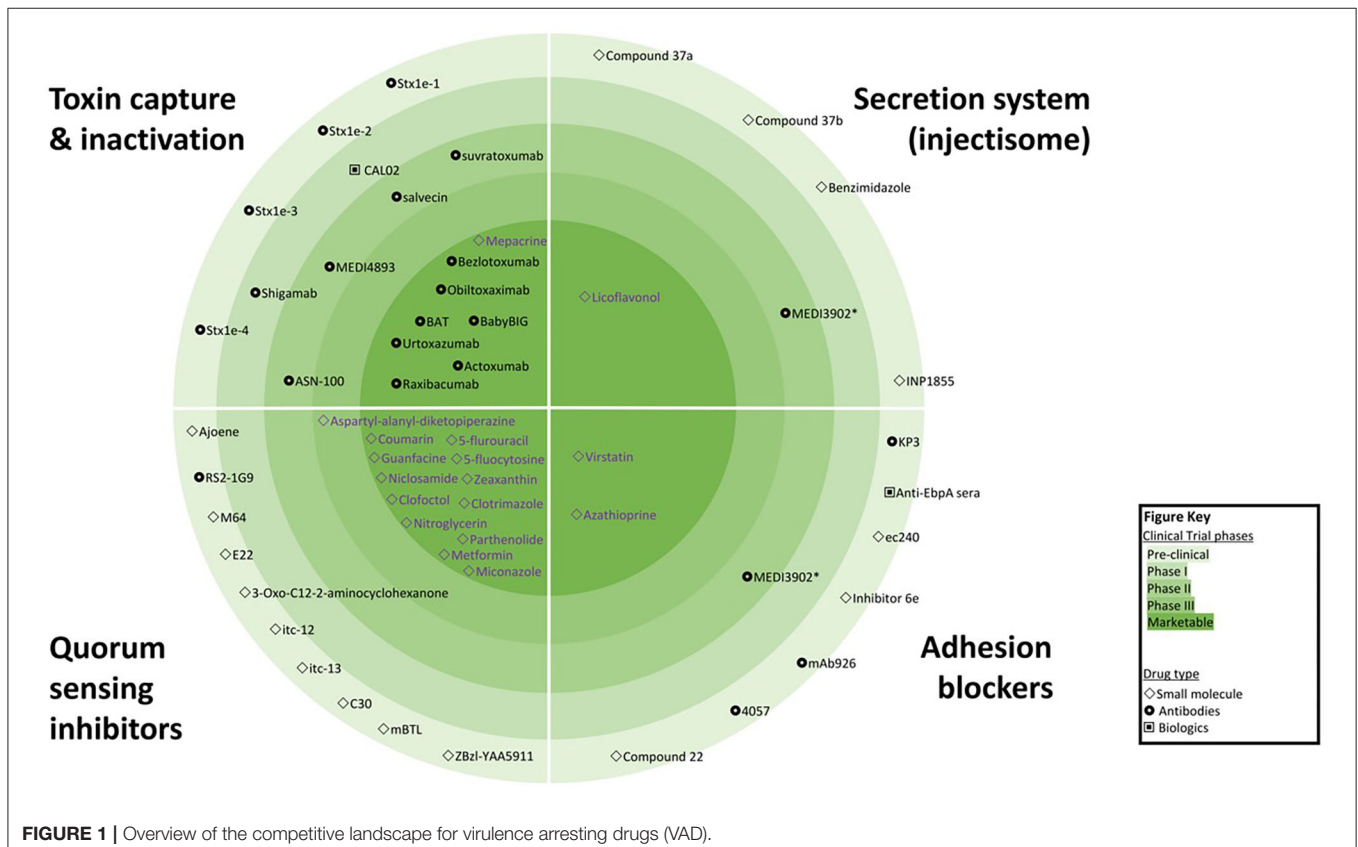 Toxin capture
& inactivation
Stx1e-1
Stx1e-2
CAL02
suvratoxumab
salvecin
Stx1e-3
Mepacrine
Bezlotoxumab
MEDI4893
Obiltoxaximab
Shigamab
BAT
BabyBIG
Stx1e-4
Urtoxazumab
Actoxumab
ASN-100
Raxibacumab
Secretion system
(injectisome)
Compound 37a
Compound 37b
Benzimidazole
Licoflavonol
MEDI3902*
INP1855
Aspartyl-alanyl-diketopiperazine
Ajoene
Coumarin
5-flurouracil
Guanfacine
5-fluocytosine
RS2-1G9
Niclosamide
Zeaxanthin
Clofoctol
Clotrimazole
M64
Nitroglycerin
Parthenolide
E22
Metformin
Miconazole
3-Oxo-C12-2-aminocyclohexanone
itc-12
itc-13
C30
mBTL
ZBzl-YAA5911
Quorum
sensing
inhibitors
KP3
Virstatin
Anti-EbpA sera
Azathioprine
ec240
MEDI3902*
Inhibitor 6e
mAb926
4057
Compound 22
Adhesion
blockers
Figure Key
Clinical Trial phases
Pre-clinical
Phase I
Phase II
Phase III
Marketable
Drug type
Small molecule
Antibodies
Biologics
FIGURE 1 | Overview of the competitive landscape for virulence arresting drugs (VAD).